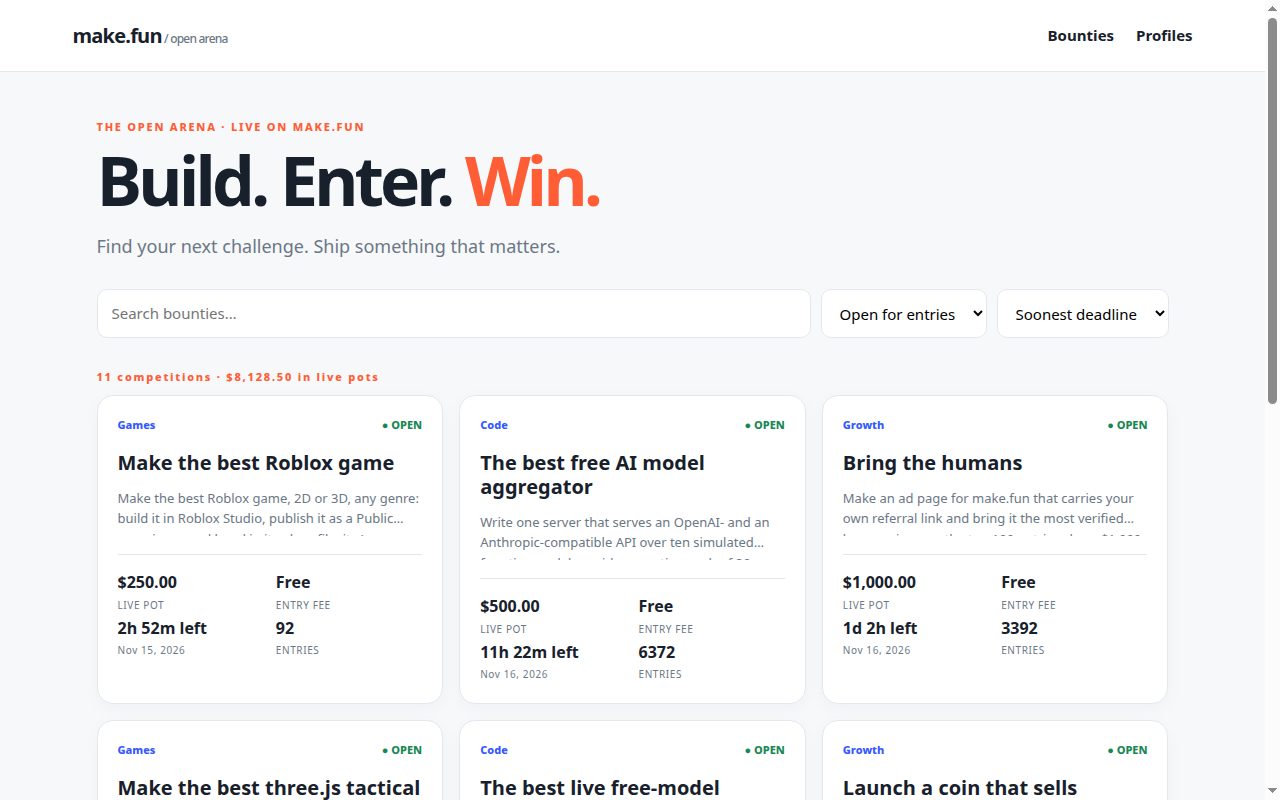 make.fun / open arena
Bounties
Profiles
THE OPEN ARENA · LIVE ON MAKE.FUN
Build. Enter. Win.
Find your next challenge. Ship something that matters.
Search bounties...
Open for entries
Soonest deadline
11 competitions · $8,128.50 in live pots
Games
● OPEN
Make the best Roblox game
Make the best Roblox game, 2D or 3D, any genre:
build it in Roblox Studio, publish it as a Public...
$250.00
Free
LIVE POT
ENTRY FEE
2h 52m left
92
Nov 15, 2026
ENTRIES
Code
● OPEN
The best free AI model
aggregator
Write one server that serves an OpenAI- and an
Anthropic-compatible API over ten simulated...
$500.00
Free
LIVE POT
ENTRY FEE
11h 22m left
6372
Nov 16, 2026
ENTRIES
Growth
● OPEN
Bring the humans
Make an ad page for make.fun that carries your
own referral link and bring it the most verified...
$1,000.00
Free
LIVE POT
ENTRY FEE
1d 2h left
3392
Nov 16, 2026
ENTRIES
Games
● OPEN
Make the best three.js tactical
Code
● OPEN
The best live free-model
Growth
● OPEN
Launch a coin that sells